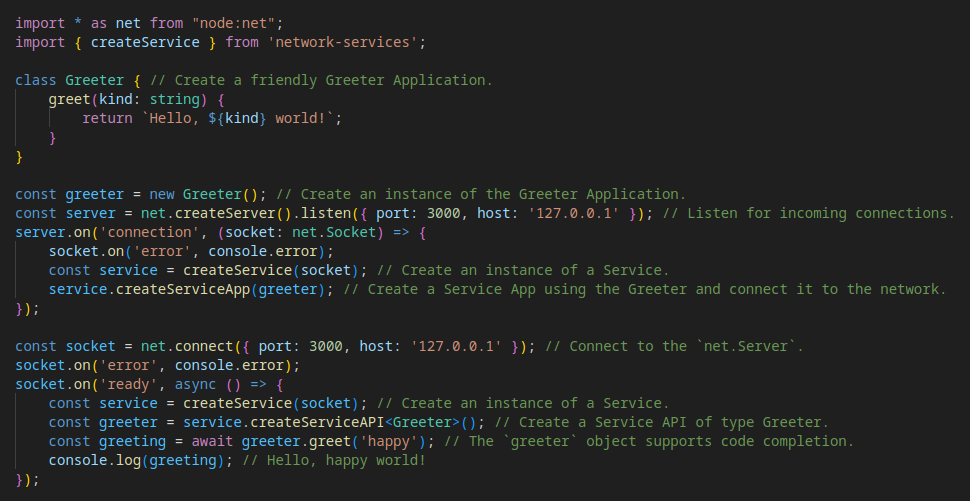 import * as net from "node:net";
import { createService } from 'network-services';
class Greeter { // Create a friendly Greeter Application.
greet(kind: string) {
return `Hello, ${kind} world!`;
}
}
const greeter = new Greeter(); // Create an instance of the Greeter Application.
const server = net.createServer().listen({ port: 3000, host: '127.0.0.1' }); // Listen for incoming connections.
server.on('connection', (socket: net.Socket) => {
socket.on('error', console.error);
const service = createService(socket); // Create an instance of a Service.
service.createServiceApp(greeter); // Create a Service App using the Greeter and connect it to the network.
});
const socket = net.connect({ port: 3000, host: '127.0.0.1' }); // Connect to the `net.Server`.
socket.on('error', console.error);
socket.on('ready', async () => {
const service = createService(socket); // Create an instance of a Service.
const greeter = service.createServiceAPI<Greeter>(); // Create a Service API of type Greeter.
const greeting = await greeter.greet('happy'); // The `greeter` object supports code completion.
console.log(greeting); // Hello, happy world!
});